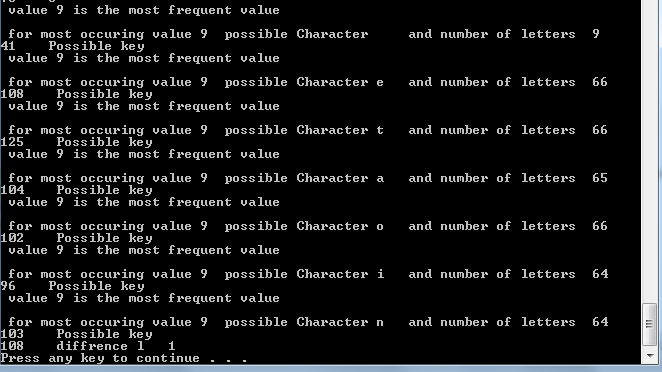 value 9 is the most frequent value
for most occuring value 9 possible Character and number of letters 9
41 Possible key
value 9 is the most frequent value
for most occuring value 9 possible Character e and number of letters 66
108 Possible key
value 9 is the most frequent value
for most occuring value 9 possible Character t and number of letters 66
125 Possible key
value 9 is the most frequent value
for most occuring value 9 possible Character a and number of letters 65
104 Possible key
value 9 is the most frequent value
for most occuring value 9 possible Character o and number of letters 66
102 Possible key
value 9 is the most frequent value
for most occuring value 9 possible Character i and number of letters 64
96 Possible key
value 9 is the most frequent value
for most occuring value 9 possible Character n and number of letters 64
103 Possible key
108 diffrence l 1
Press any key to continue . . .